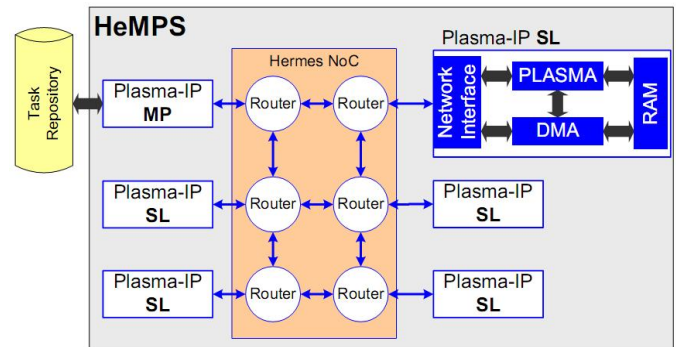 HeMPS
Task
Repository
Hermes NoC
Plasma-IP SL
Plasma-IP
MP
Router
Router
Network
Interface
PLASMA
DMA
RAM
Plasma-IP
SL
Router
Router
Plasma-IP
SL
Plasma-IP
SL
Router
Router
Plasma-IP
SL